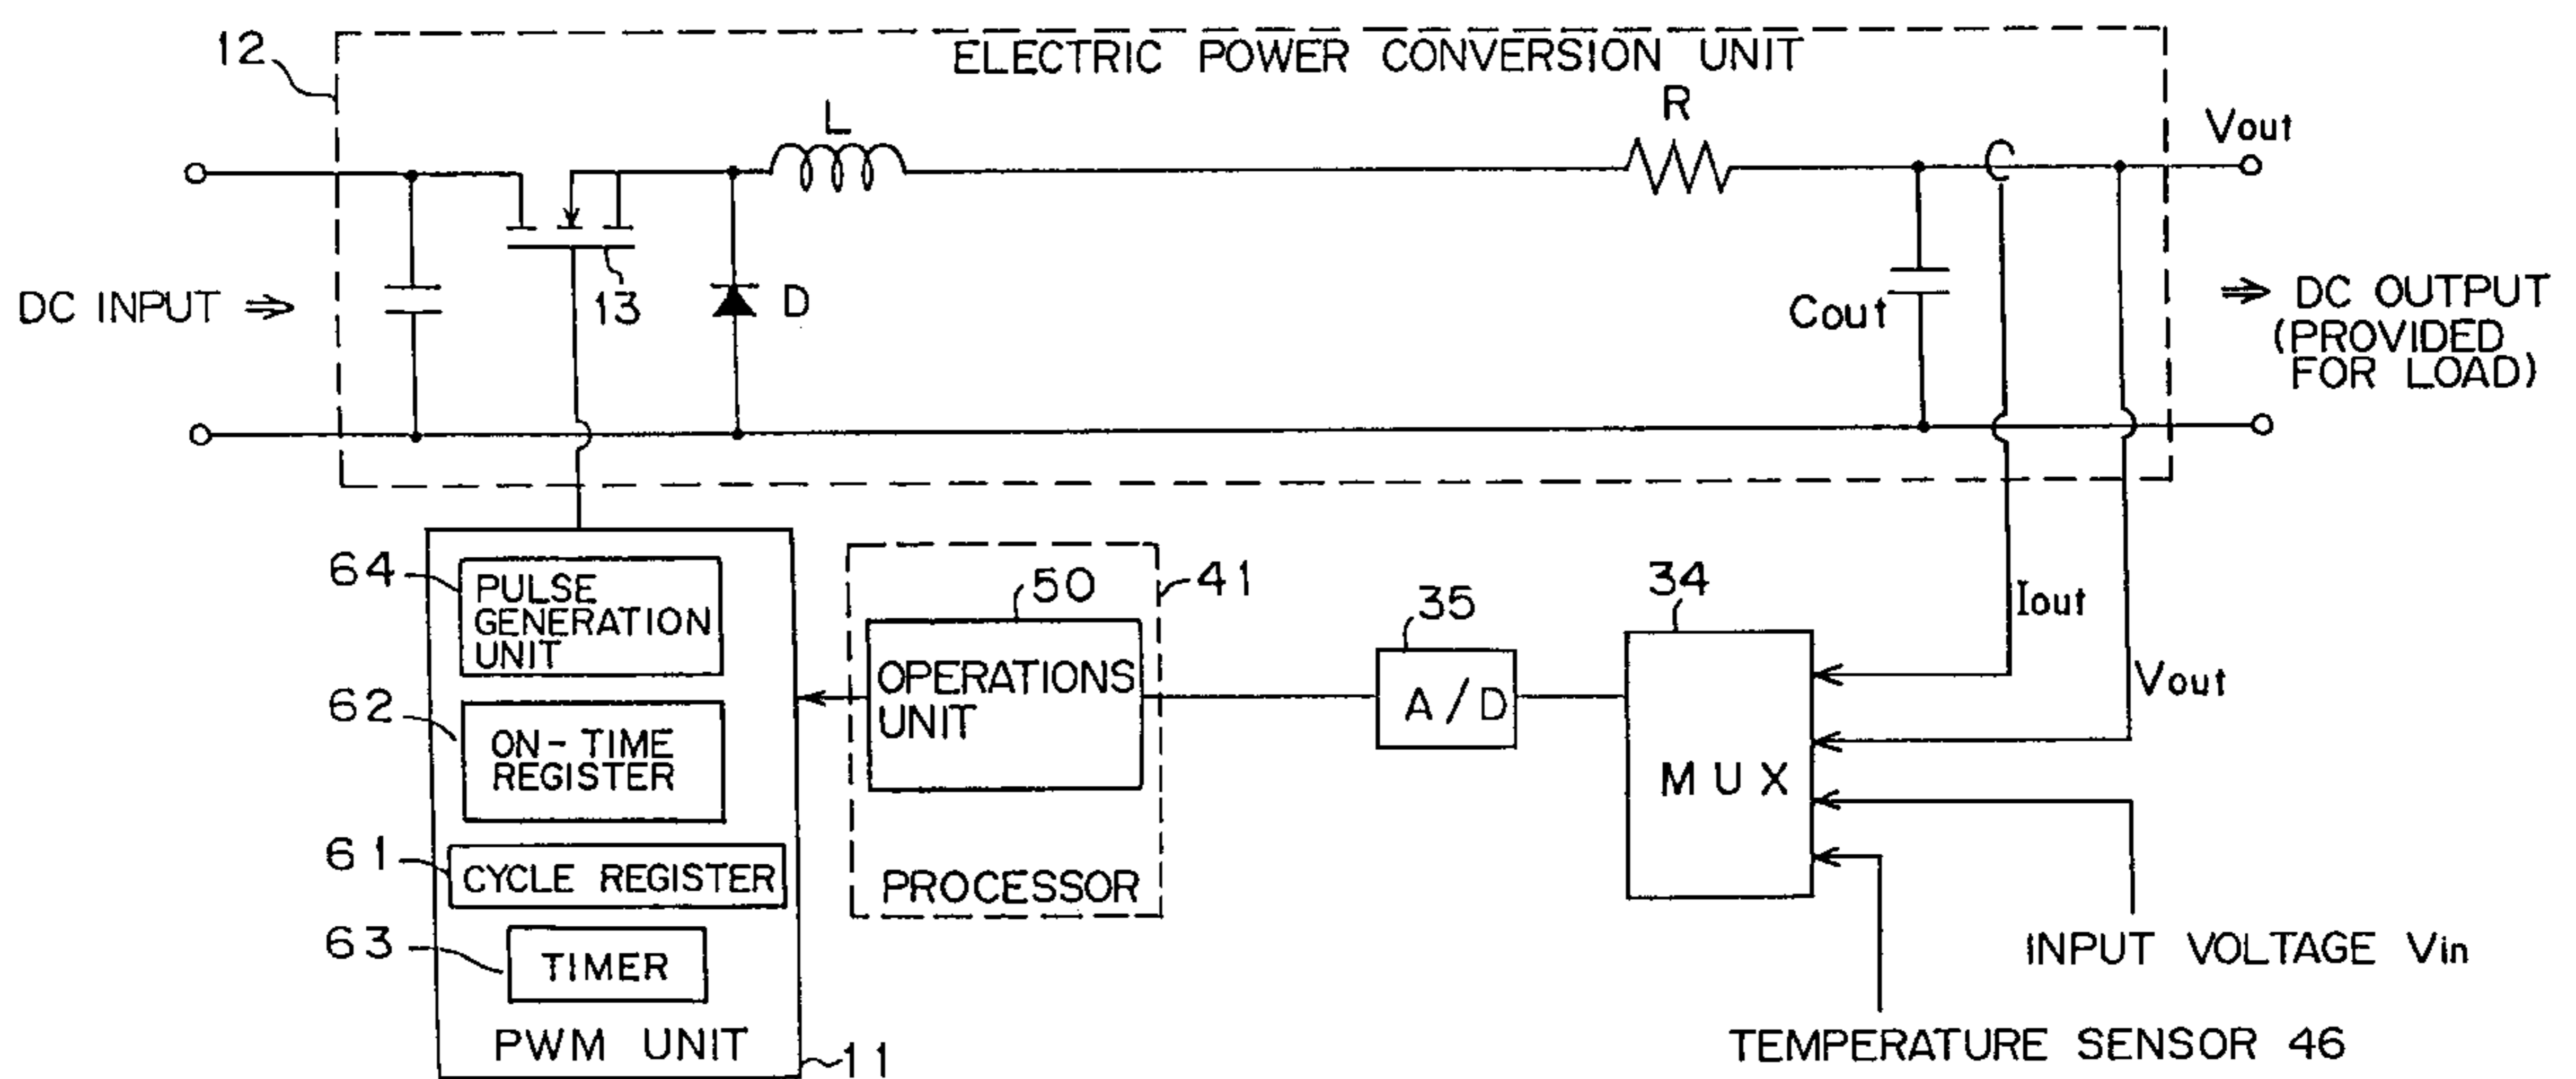 12
ELECTRIC POWER CONVERSION UNIT
L
R
Vout
DC INPUT ⇒
13
D
Cout
⇒ DC OUTPUT
(PROVIDED
FOR LOAD)
64
PULSE
GENERATION
UNIT
62
ON-TIME
REGISTER
61
CYCLE REGISTER
63
TIMER
PWM UNIT
11
50
41
OPERATIONS
UNIT
PROCESSOR
35
A/D
34
MUX
Iout
Vout
INPUT VOLTAGE Vin
TEMPERATURE SENSOR 46